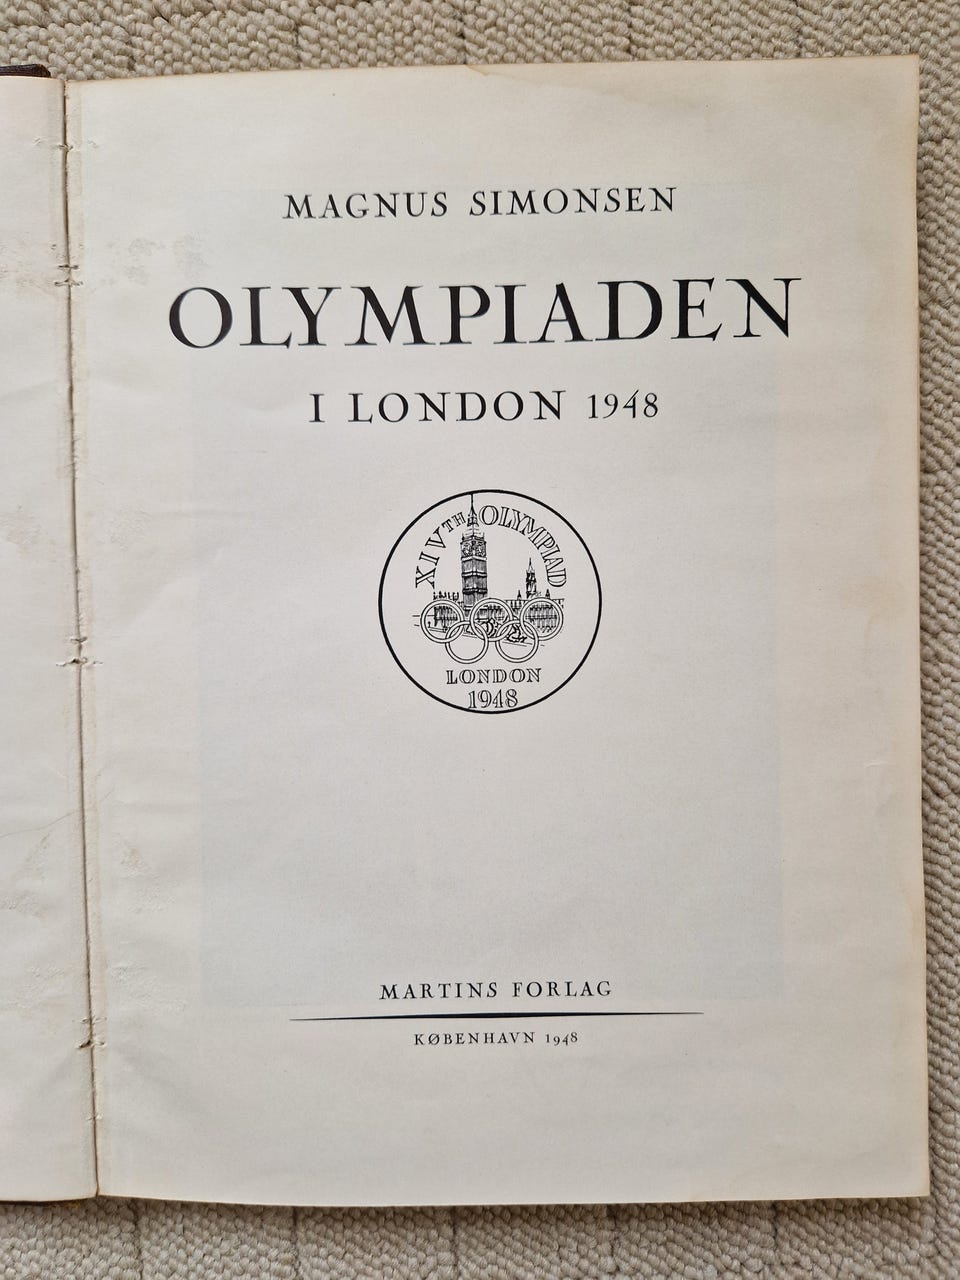 MAGNUS SIMONSEN
OLYMPIADEN
I LONDON 1948
XIVTH OLYMPIAD
LONDON
1948
MARTINS FORLAG
KØBENHAVN 1948